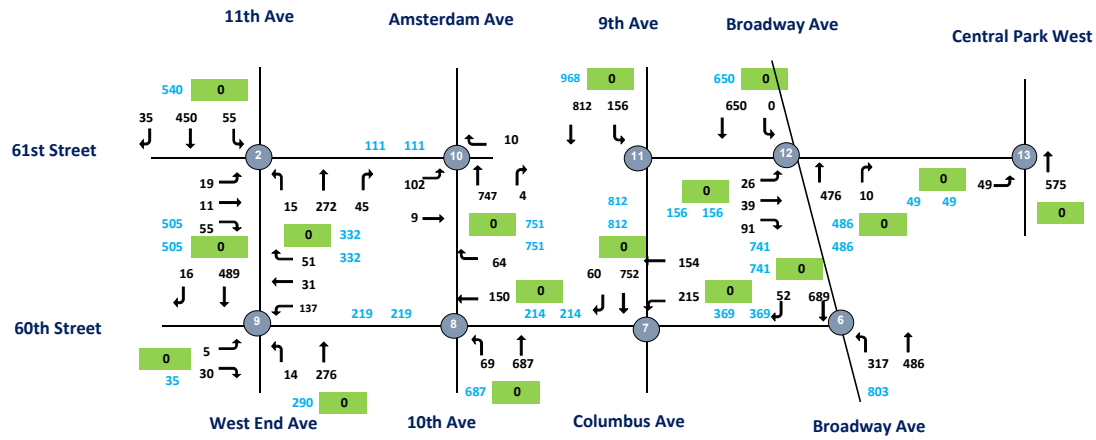 11th Ave Amsterdam Ave 9th Ave Broadway Ave
Central Park West
540 0 968 0 650 0
35 450 55 812 156 650 0
10
61st Street 111 111
2 10 11 12 13
19 102 747 4 26 476 10 49 575
15 272 45
11 9 812 0 39 0 49 49 0
505 55 0 332 0 751 812 156 156 91 486 0
505 0 332 751 0 741 486
16 489 51 64 60 752 154 741 0
31 150 0 215 0 52 689
137 219 219 214 214 369 369
60th Street
9 8 7 6
0 5
35 30 14 276 69 687 317 486
290 0 687 0 803
West End Ave 10th Ave Columbus Ave Broadway Ave